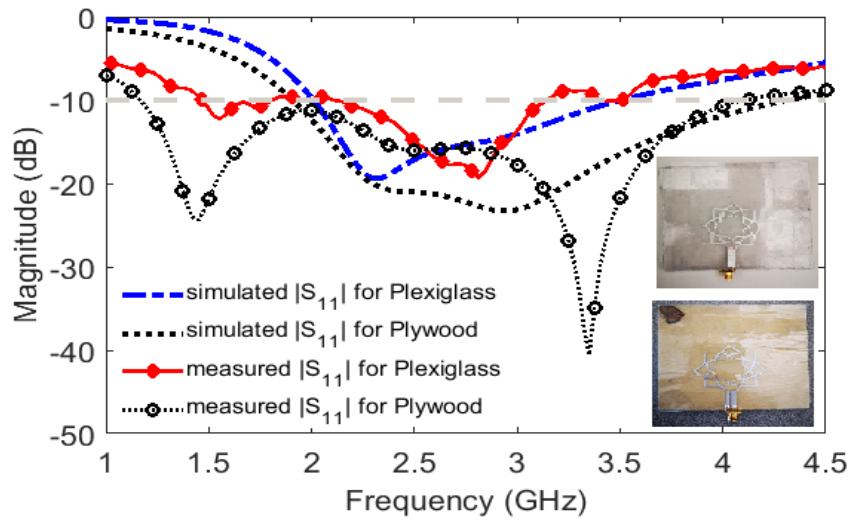 0
-10
-20
-30
-40
-50
Magnitude (dB)
simulated |S11| for Plexiglass
simulated |S11| for Plywood
measured |S11| for Plexiglass
measured |S11| for Plywood
1 1.5 2 2.5 3 3.5 4 4.5
Frequency (GHz)